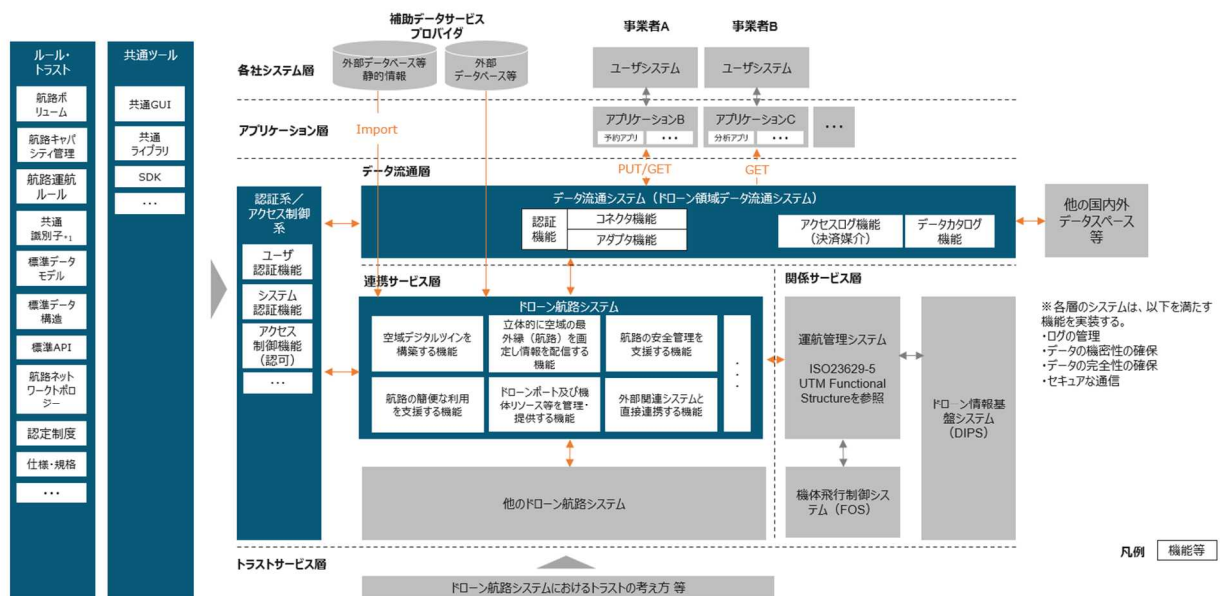 ルール・
トラスト
航路ボ
リューム
航路キャパ
シティ管理
航路運航
ルール
共通
識別子*1
標準データ
モデル
標準データ
構造
標準API
航路ネット
ワークトポロ
ジー
認定制度
仕様・規格
・・・
共通ツール
共通GUI
共通
ライブラリ
SDK
・・・
補助データサービス
プロバイダ
事業者A
事業者B
各社システム層
外部データベース等
静的情報
外部
データベース等
ユーザシステム
ユーザシステム
アプリケーション層
Import
アプリケーションB
予約アプリ
・・・
アプリケーションC
分析アプリ
・・・
・・・
データ流通層
PUT/GET
GET
認証系/
アクセス制御
系
ユーザ
認証機能
システム
認証機能
アクセス
制御機能
(認可)
・・・
データ流通システム(ドローン領域データ流通システム)
認証
機能
コネクタ機能
アダプタ機能
アクセスログ機能
(決済媒介)
データカタログ
機能
他の国内外
データスペース
等
連携サービス層
ドローン航路システム
空域デジタルツインを
構築する機能
立体的に空域の最
外縁(航路)を画
定し情報を配信する
機能
航路の安全管理を
支援する機能
航路の簡便な利用
を支援する機能
ドローンポート及び機
体リソース等を管理・
提供する機能
外部関連システムと
直接連携する機能
・・・
他のドローン航路システム
関係サービス層
運航管理システム
ISO23629-5
UTM Functional
Structureを参照
機体飛行制御シス
テム(FOS)
ドローン情報基
盤システム
(DIPS)
※各層のシステムは、以下を満たす
機能を実装する。
・ログの管理
・データの機密性の確保
・データの完全性の確保
・セキュアな通信
トラストサービス層
ドローン航路システムにおけるトラストの考え方 等
凡例
機能等